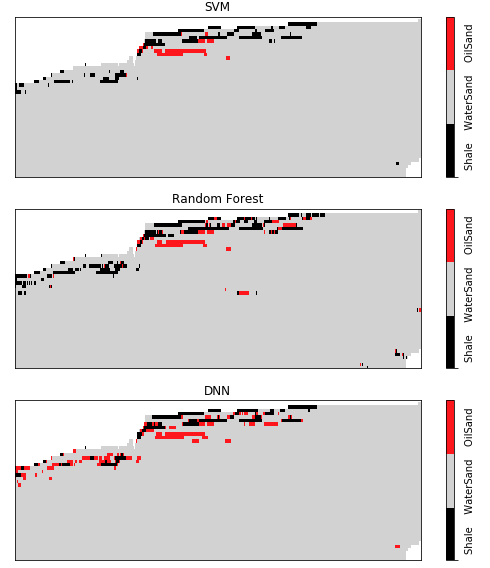 SVM
Shale WaterSand OilSand
Random Forest
Shale WaterSand OilSand
DNN
Shale WaterSand OilSand